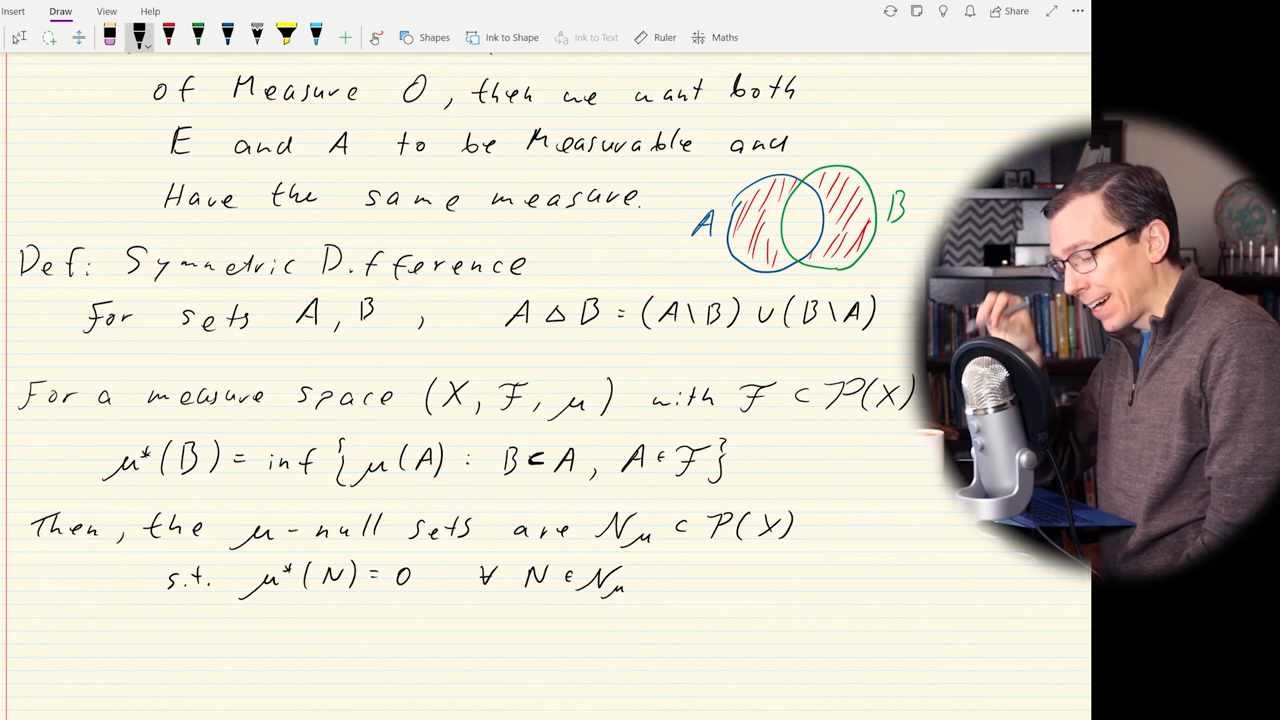 Insert Draw View Help
Share
Shapes Ink to Shape Ink to Text Ruler Maths
of Measure 0, then we want both
E and A to be Measurable and
Have the same measure.
A B
Def: Symmetric Difference
For sets A, B, A Δ B = (A\B) ∪ (B\A)
For a measure space (X, ℱ, μ) with ℱ ⊂ 𝒫(X)
μ*(B) = inf {μ(A) : B⊂A, A∈ℱ}
Then, the μ-null sets are 𝒩μ ⊂ 𝒫(X)
s.t. μ*(N) = 0 ∀ N ∈ 𝒩μ